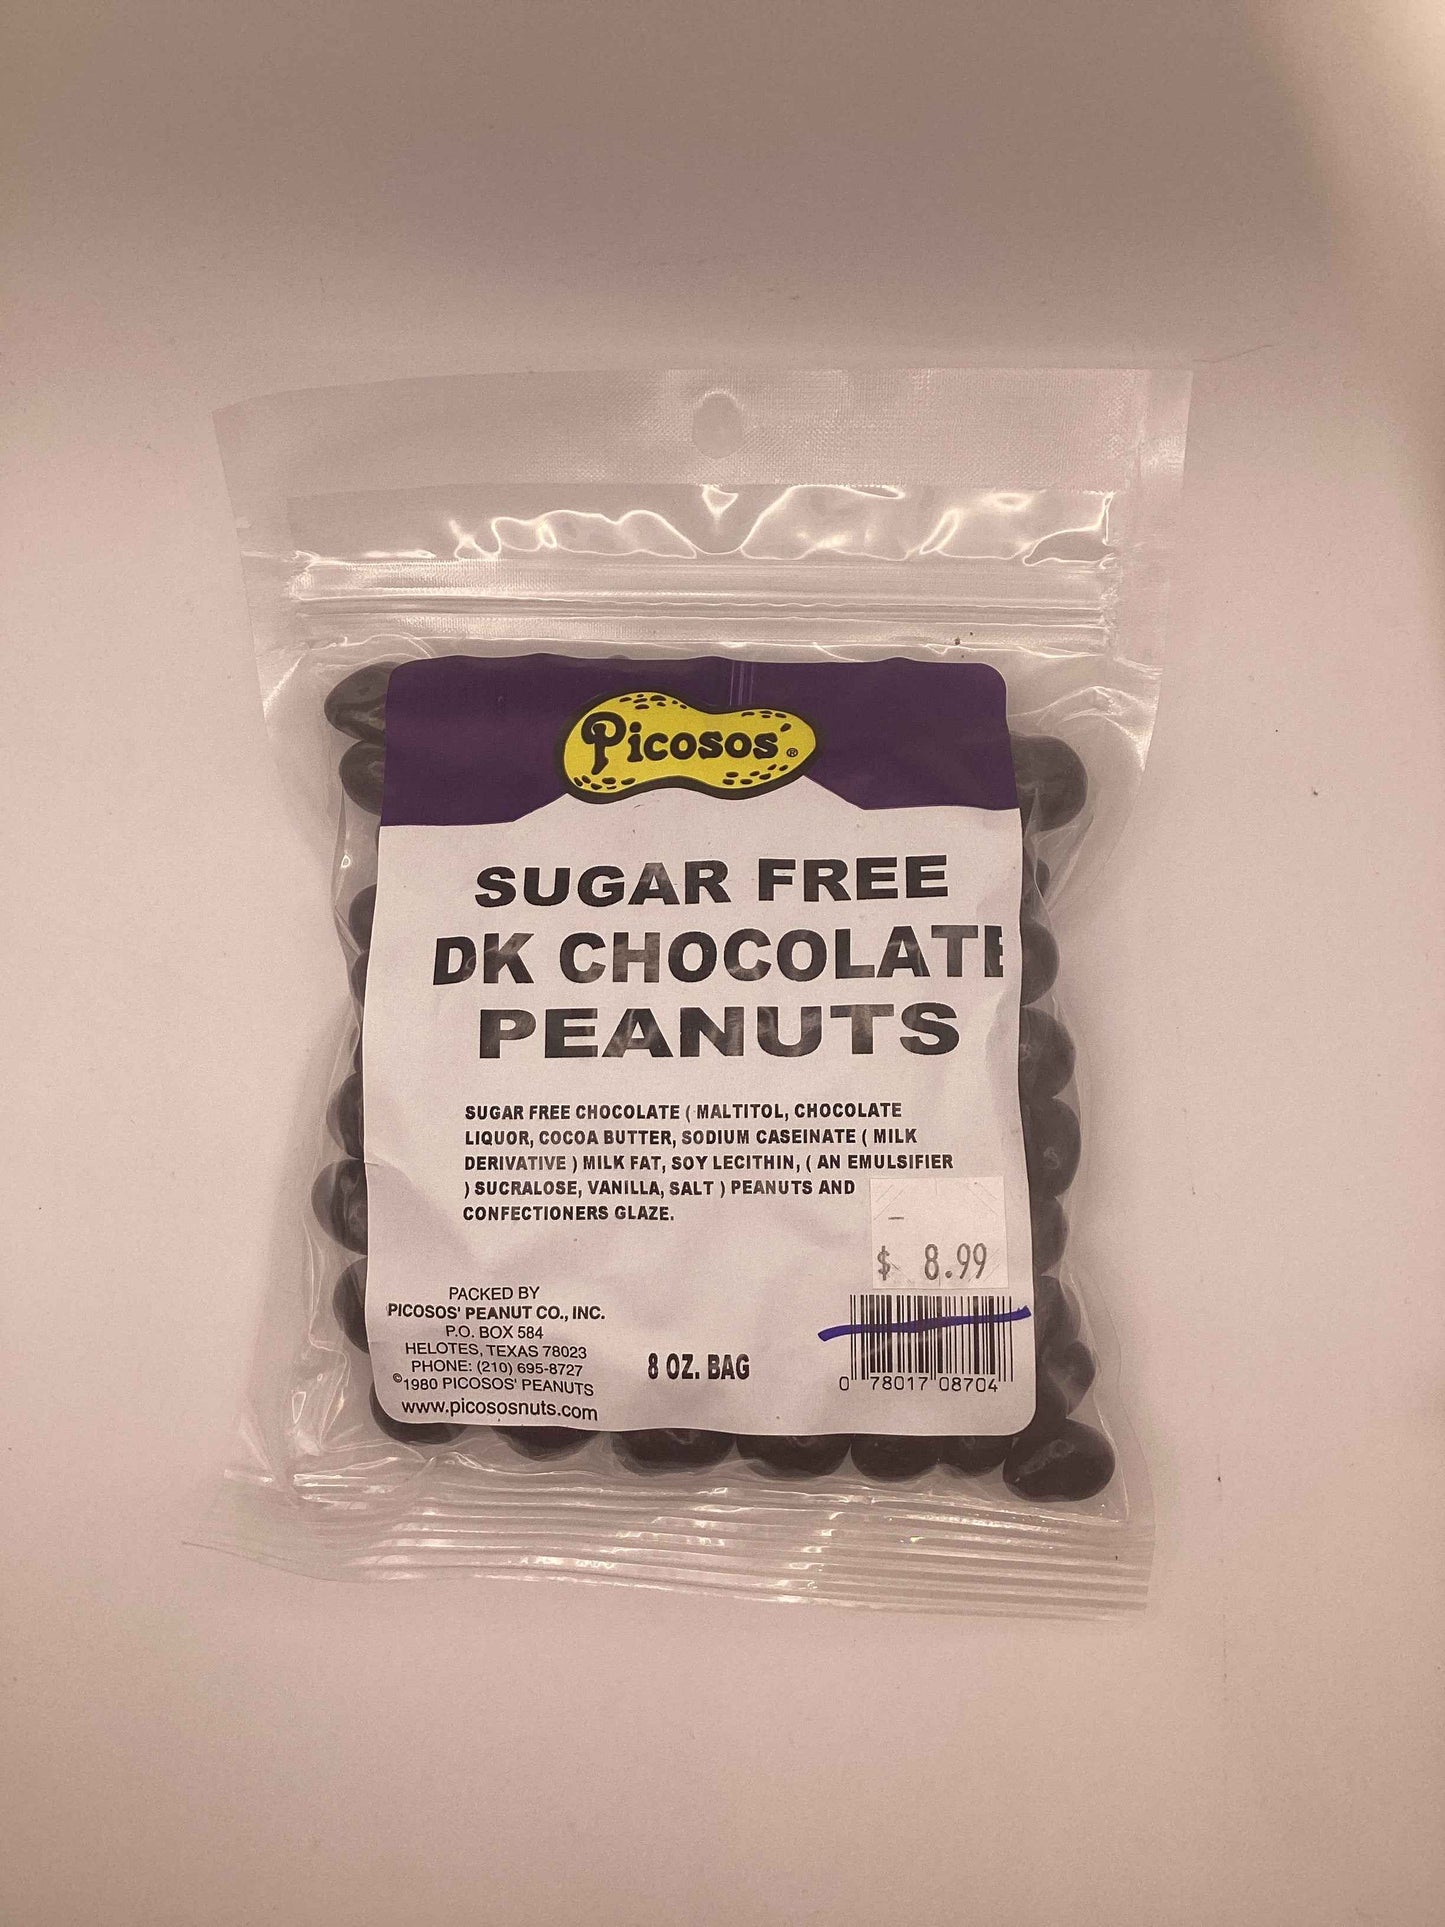 Picosos®
SUGAR FREE
DK CHOCOLATE
PEANUTS
SUGAR FREE CHOCOLATE ( MALTITOL, CHOCOLATE
LIQUOR, COCOA BUTTER, SODIUM CASEINATE ( MILK
DERIVATIVE ) MILK FAT, SOY LECITHIN, ( AN EMULSIFIER
) SUCRALOSE, VANILLA, SALT ) PEANUTS AND
CONFECTIONERS GLAZE.
$ 8.99
PACKED BY
PICOSOS' PEANUT CO., INC.
P.O. BOX 584
HELOTES, TEXAS 78023
PHONE: (210) 695-8727
©1980 PICOSOS' PEANUTS
www.picososnuts.com
8 OZ. BAG
0 78017 08704